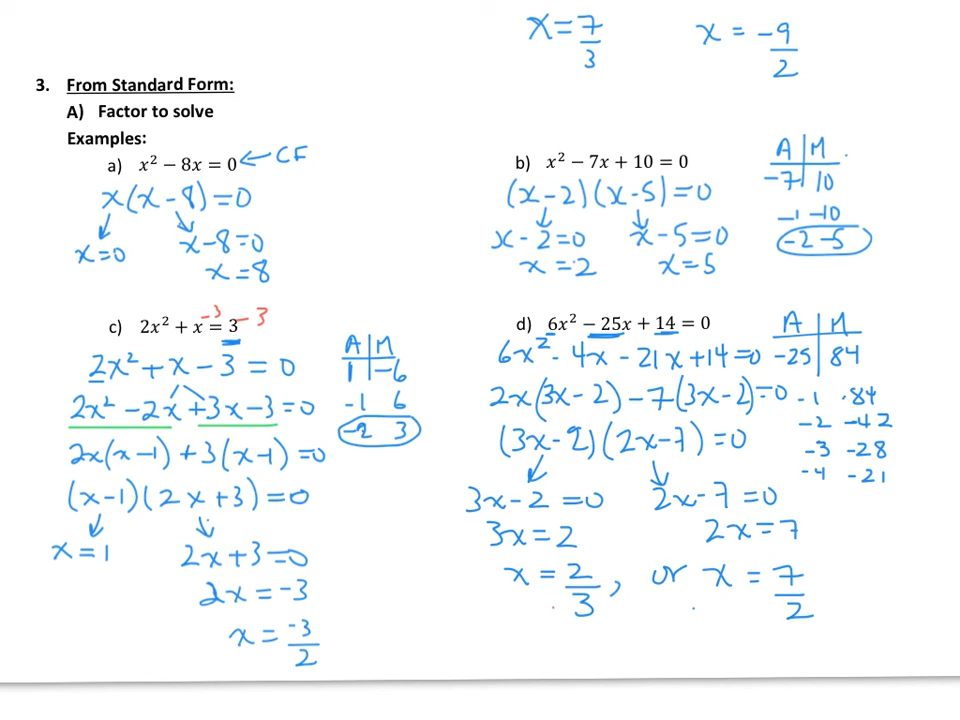 x = 7/3    x = -9/2
3. From Standard Form:
A) Factor to solve
Examples:
a) x² − 8x = 0 ← CF
x(x − 8) = 0
x = 0    x − 8 = 0
x = 8
b) x² − 7x + 10 = 0
A | M
-7 | 10
-1 -10
-2 -5
(x − 2)(x − 5) = 0
x − 2 = 0    x − 5 = 0
x = 2    x = 5
c) 2x² + x = 3
-3    -3
2x² + x − 3 = 0
A | M
1 | -6
-1 6
-2 3
2x² − 2x + 3x − 3 = 0
2x(x − 1) + 3(x − 1) = 0
(x − 1)(2x + 3) = 0
x = 1    2x + 3 = 0
2x = -3
x = -3/2
d) 6x² − 25x + 14 = 0
A | M
-25 | 84
-1 -84
-2 -42
-3 -28
-4 -21
6x² - 4x - 21x + 14 = 0
2x(3x - 2) - 7(3x - 2) = 0
(3x - 2)(2x - 7) = 0
3x - 2 = 0    2x - 7 = 0
3x = 2    2x = 7
x = 2/3, or x = 7/2